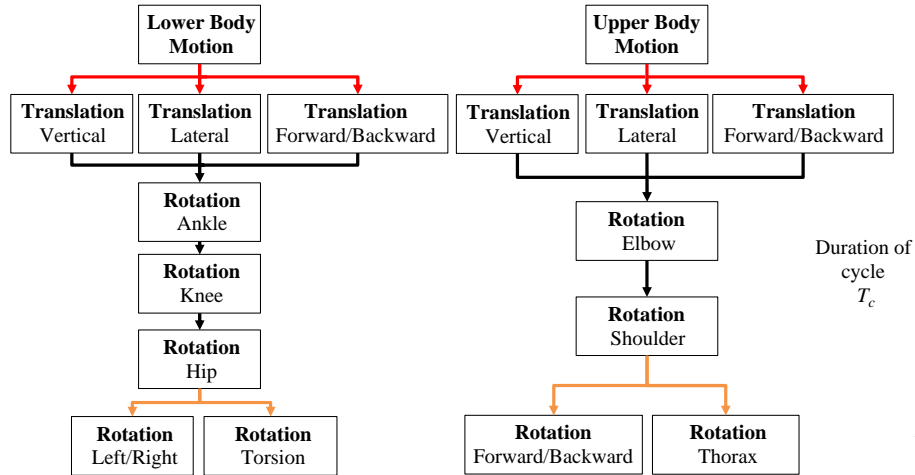 Lower Body
Motion
Translation
Vertical
Translation
Lateral
Translation
Forward/Backward
Rotation
Ankle
Rotation
Knee
Rotation
Hip
Rotation
Left/Right
Rotation
Torsion
Upper Body
Motion
Translation
Vertical
Translation
Lateral
Translation
Forward/Backward
Rotation
Elbow
Rotation
Shoulder
Rotation
Forward/Backward
Rotation
Thorax
Duration of
cycle
T_c